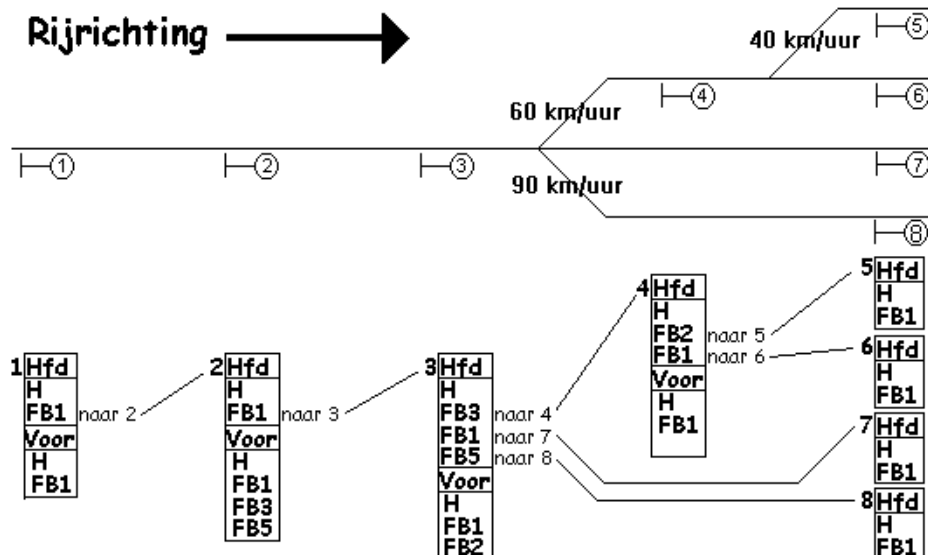 Rijrichting
5
40 km/uur
4
6
60 km/uur
1
2
3
7
90 km/uur
8
1 Hfd
H
FB1 naar 2
Voor
H
FB1
2 Hfd
H
FB1 naar 3
Voor
H
FB1
FB3
FB5
3 Hfd
H
FB3 naar 4
FB1 naar 7
FB5 naar 8
Voor
H
FB1
FB2
4 Hfd
H
FB2 naar 5
FB1 naar 6
Voor
H
FB1
5 Hfd
H
FB1
6 Hfd
H
FB1
7 Hfd
H
FB1
8 Hfd
H
FB1